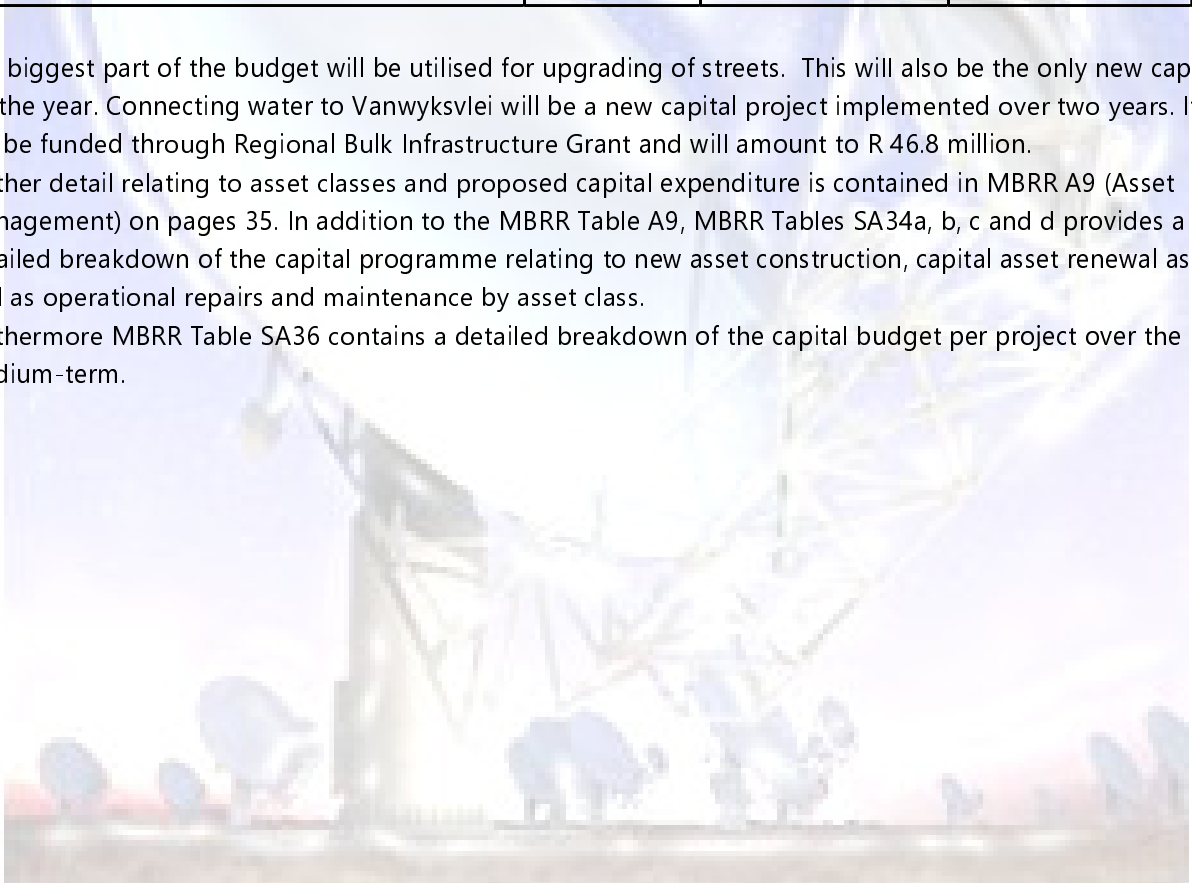 biggest part of the budget will be utilised for upgrading of streets.  This will also be the only new cap
the year. Connecting water to Vanwyksvlei will be a new capital project implemented over two years. I
be funded through Regional Bulk Infrastructure Grant and will amount to R 46.8 million.
ther detail relating to asset classes and proposed capital expenditure is contained in MBRR A9 (Asset
nagement) on pages 35. In addition to the MBRR Table A9, MBRR Tables SA34a, b, c and d provides a
ailed breakdown of the capital programme relating to new asset construction, capital asset renewal as
l as operational repairs and maintenance by asset class.
thermore MBRR Table SA36 contains a detailed breakdown of the capital budget per project over the
dium-term.